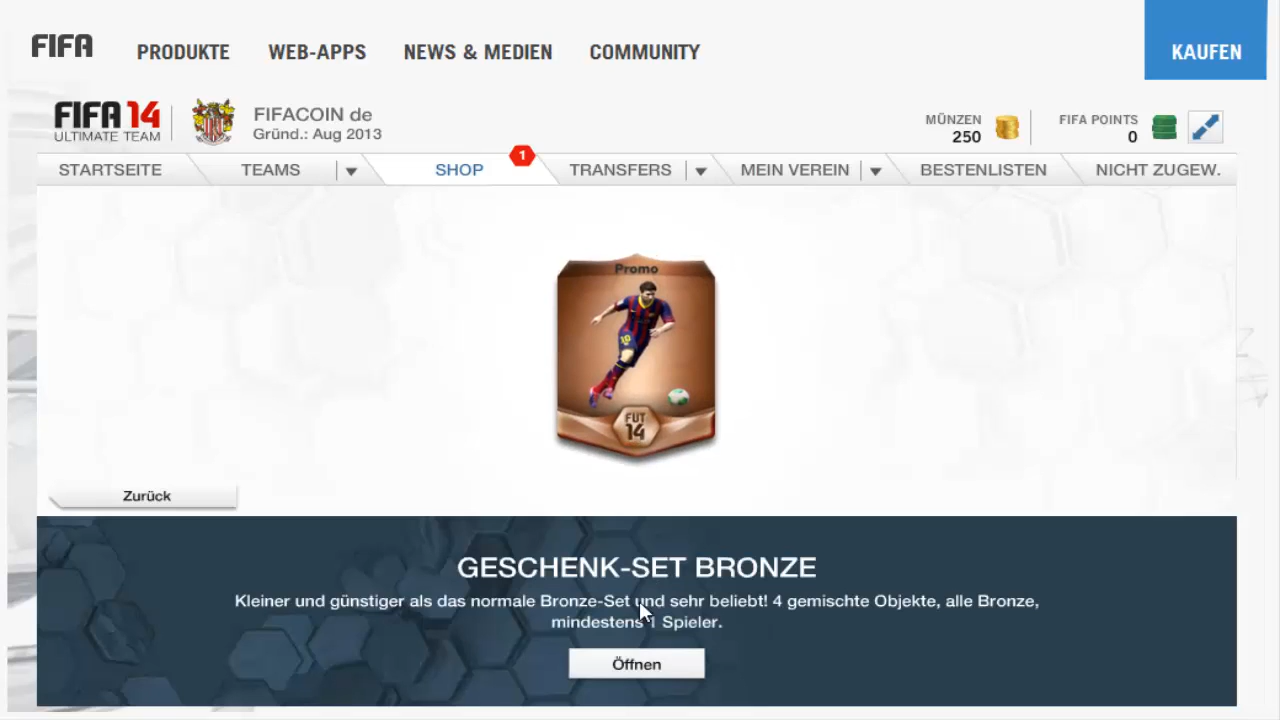 FIFA PRODUKTE WEB-APPS NEWS & MEDIEN COMMUNITY KAUFEN
FIFA 14
ULTIMATE TEAM
FIFACOIN de
Gründ.: Aug 2013
MÜNZEN
250
FIFA POINTS
0
STARTSEITE TEAMS SHOP 1 TRANSFERS MEIN VEREIN BESTENLISTEN NICHT ZUGEW.
Promo
10
FUT
14
Zurück
GESCHENK-SET BRONZE
Kleiner und günstiger als das normale Bronze-Set und sehr beliebt! 4 gemischte Objekte, alle Bronze,
mindestens 1 Spieler.
Öffnen